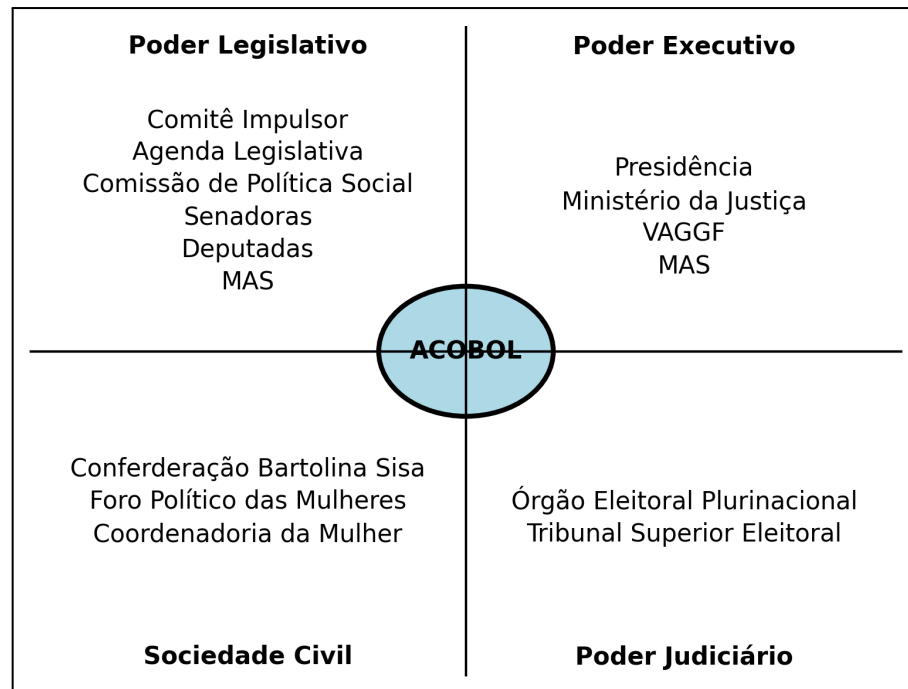 Poder Legislativo
Comitê Impulsor
Agenda Legislativa
Comissão de Política Social
Senadoras
Deputadas
MAS
Poder Executivo
Presidência
Ministério da Justiça
VAGGF
MAS
ACOBOL
Conferderação Bartolina Sisa
Foro Político das Mulheres
Coordenadoria da Mulher
Sociedade Civil
Órgão Eleitoral Plurinacional
Tribunal Superior Eleitoral
Poder Judiciário